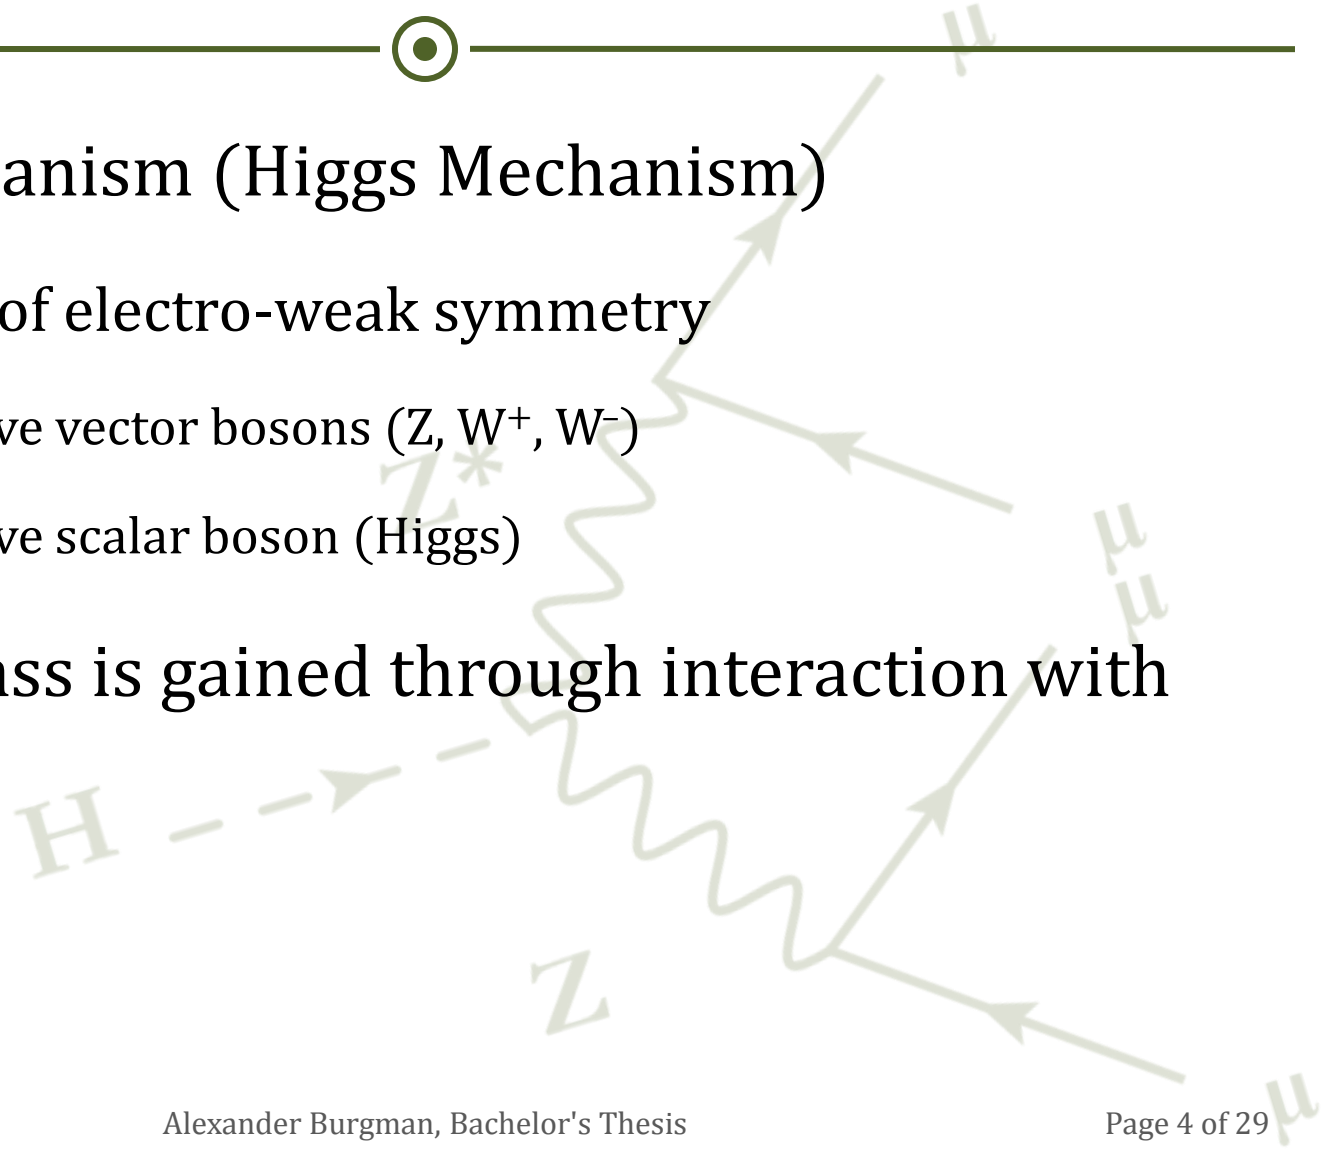 anism (Higgs Mechanism)
of electro-weak symmetry
ve vector bosons (Z, W⁺, W⁻)
ve scalar boson (Higgs)
ss is gained through interaction with
μ
Z*
μ
μ
H
Z
μ
Alexander Burgman, Bachelor's Thesis
Page 4 of 29